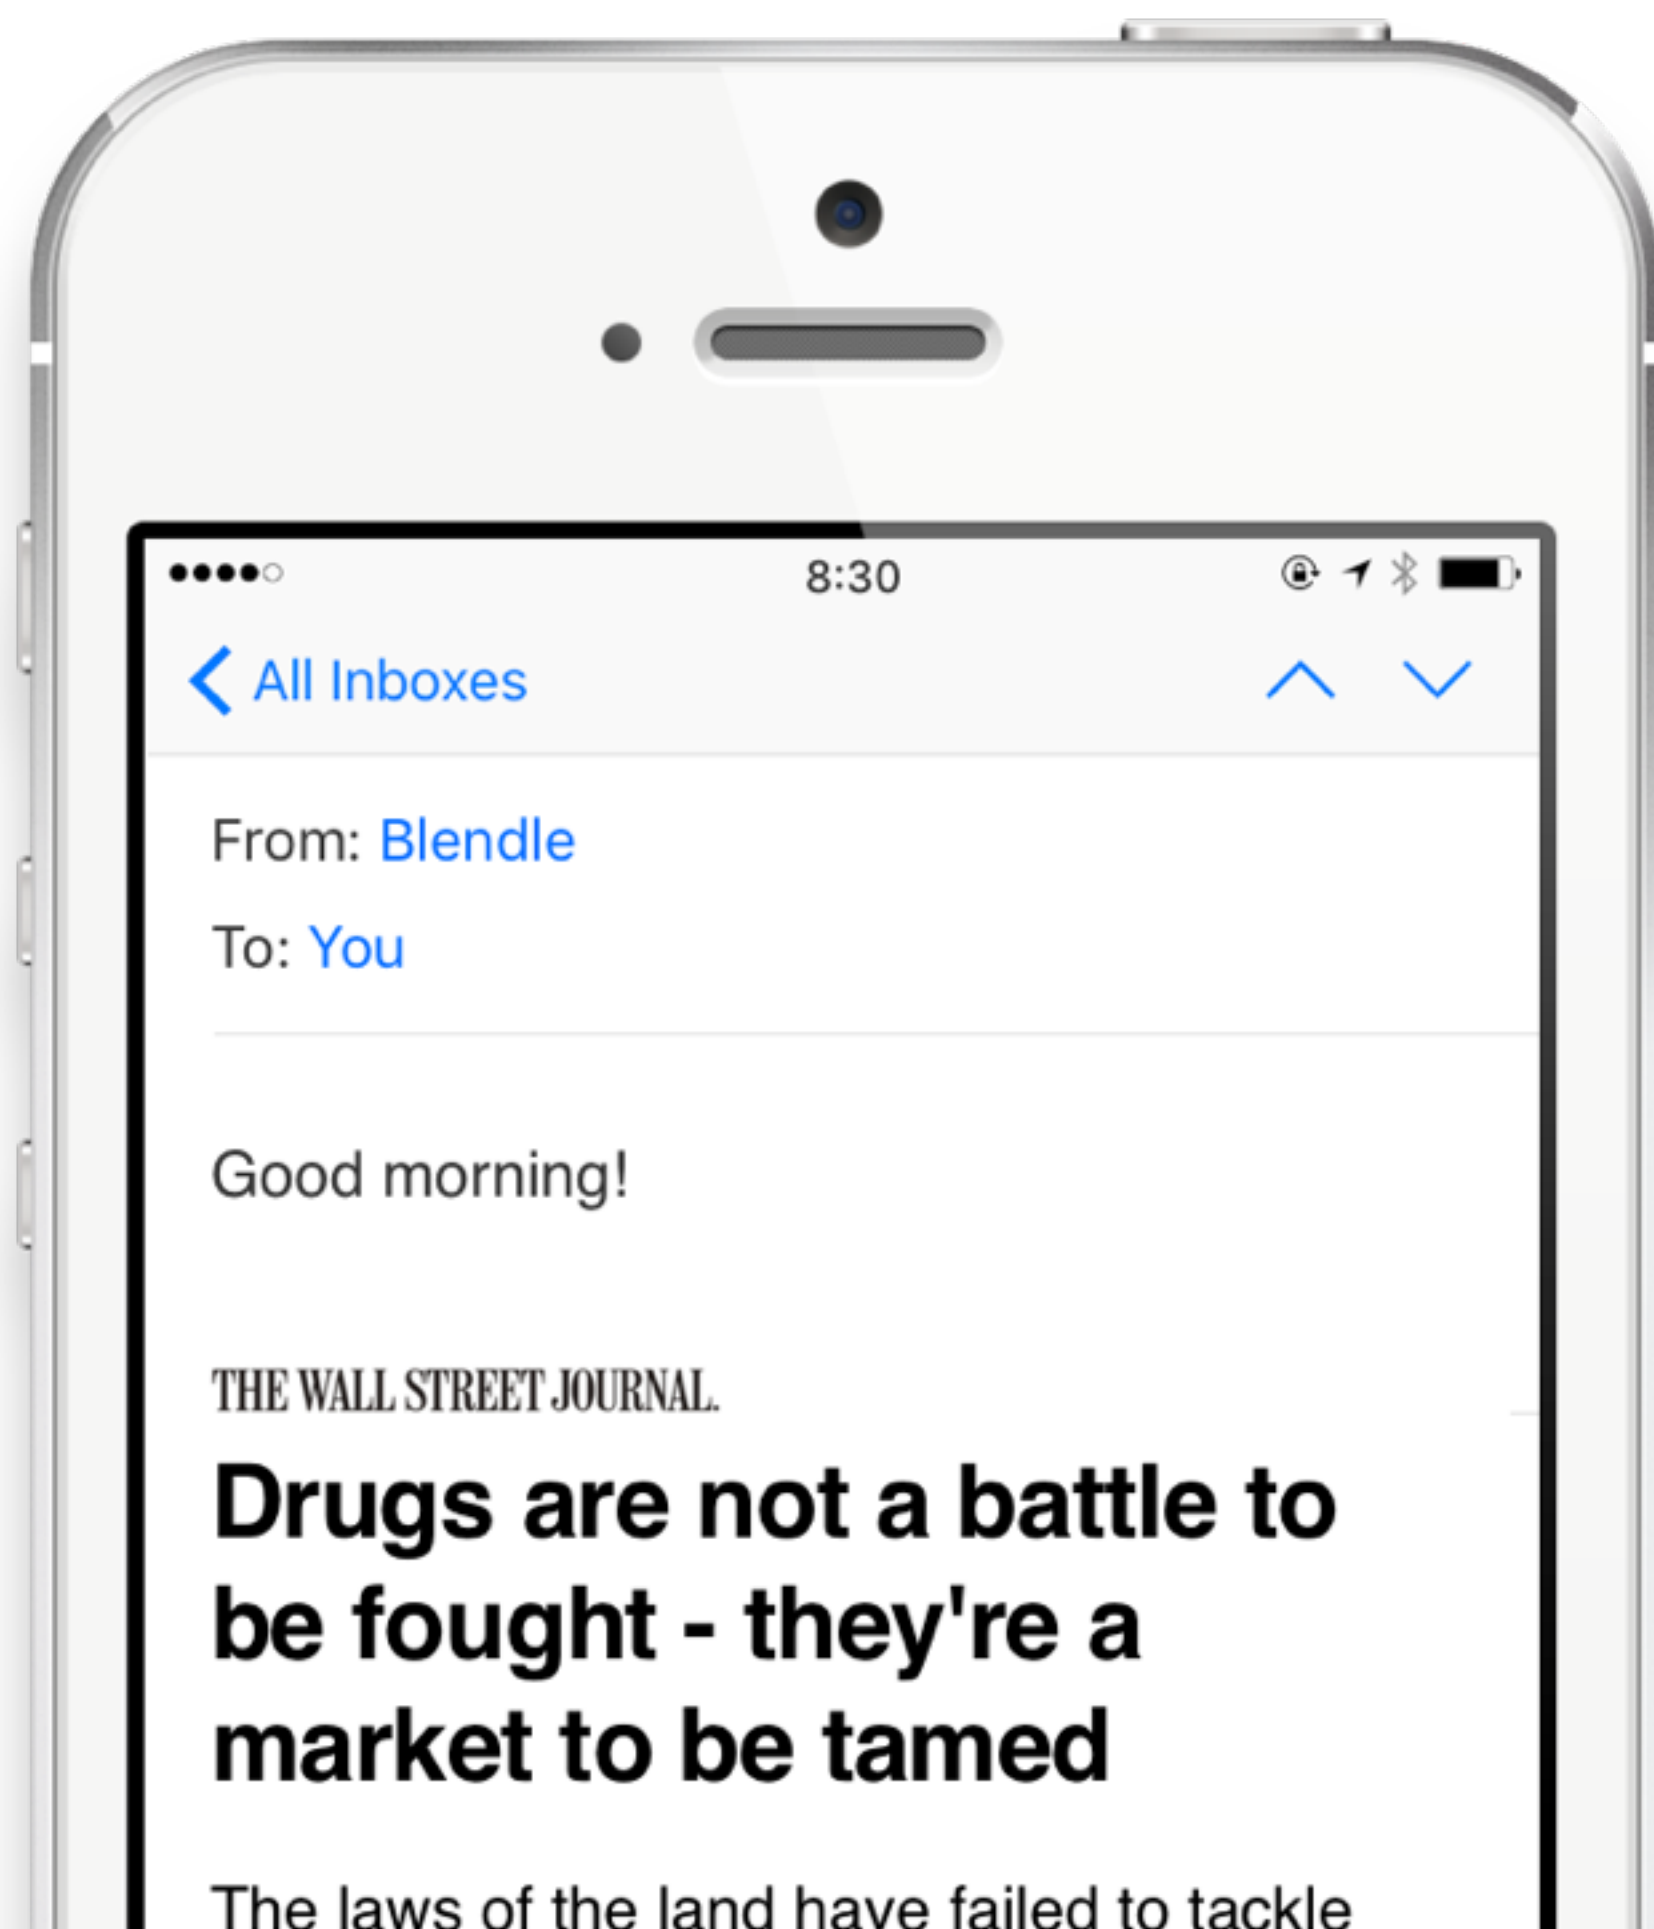 8:30
All Inboxes
From: Blendle
To: You
Good morning!
THE WALL STREET JOURNAL.
Drugs are not a battle to
be fought - they're a
market to be tamed
The laws of the land have failed to tackle